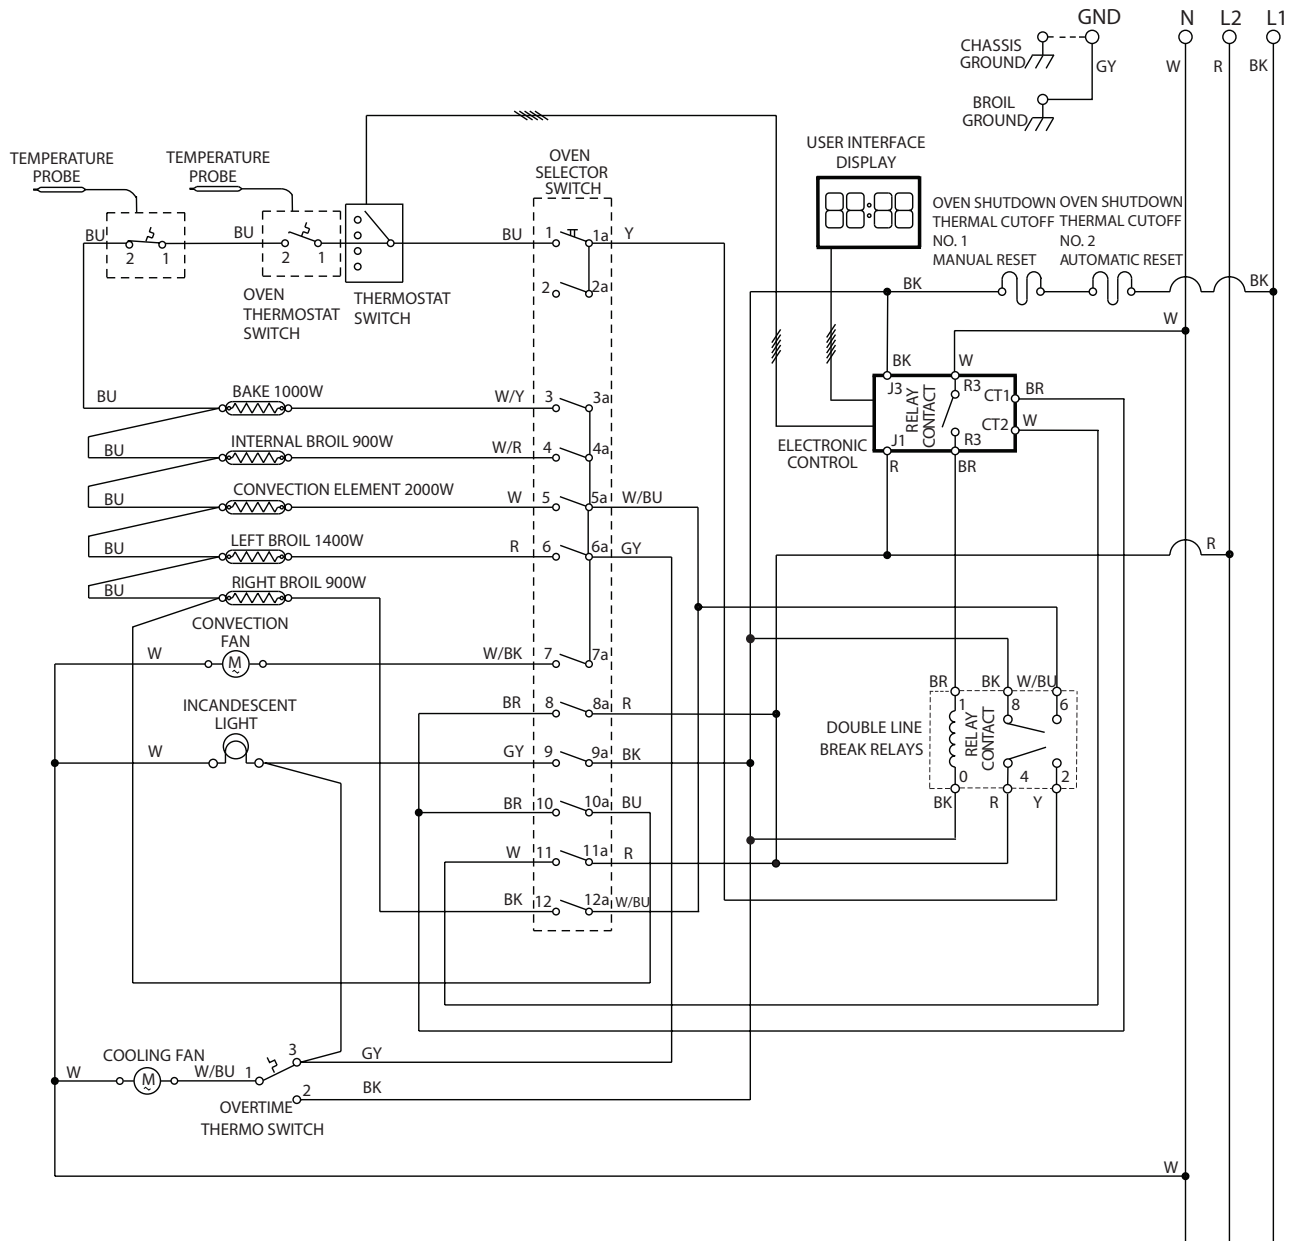 GND N L2 L1
CHASSIS
GROUND
GY W R BK
BROIL
GROUND
USER INTERFACE
DISPLAY
TEMPERATURE
PROBE
TEMPERATURE
PROBE
OVEN
SELECTOR
SWITCH
OVEN SHUTDOWN
THERMAL CUTOFF
NO. 1
MANUAL RESET
OVEN SHUTDOWN
THERMAL CUTOFF
NO. 2
AUTOMATIC RESET
88:88
BU 2 1 BU 2 1 BU 1 1a Y
OVEN
THERMOSTAT
SWITCH
THERMOSTAT
SWITCH
2 2a
BK BK
W
BK W
J3 R3 CT1 BR
RELAY
CONTACT
CT2 W
J1 R3
R BR
ELECTRONIC
CONTROL
BU BAKE 1000W W/Y 3 3a
BU INTERNAL BROIL 900W W/R 4 4a
BU CONVECTION ELEMENT 2000W W 5 5a W/BU
BU LEFT BROIL 1400W R 6 6a GY
R
BU RIGHT BROIL 900W
CONVECTION
FAN
W M ~ W/BK 7 7a
INCANDESCENT
LIGHT
W
BR 8 8a R
GY 9 9a BK
BR 10 10a BU
W 11 11a R
BK 12 12a W/BU
BR BK W/BU
1 8 6
RELAY
CONTACT
DOUBLE LINE
BREAK RELAYS
0 4 2
BK R Y
COOLING FAN
W M ~ W/BU 1 3 GY
2 BK
OVERTIME
THERMO SWITCH
W